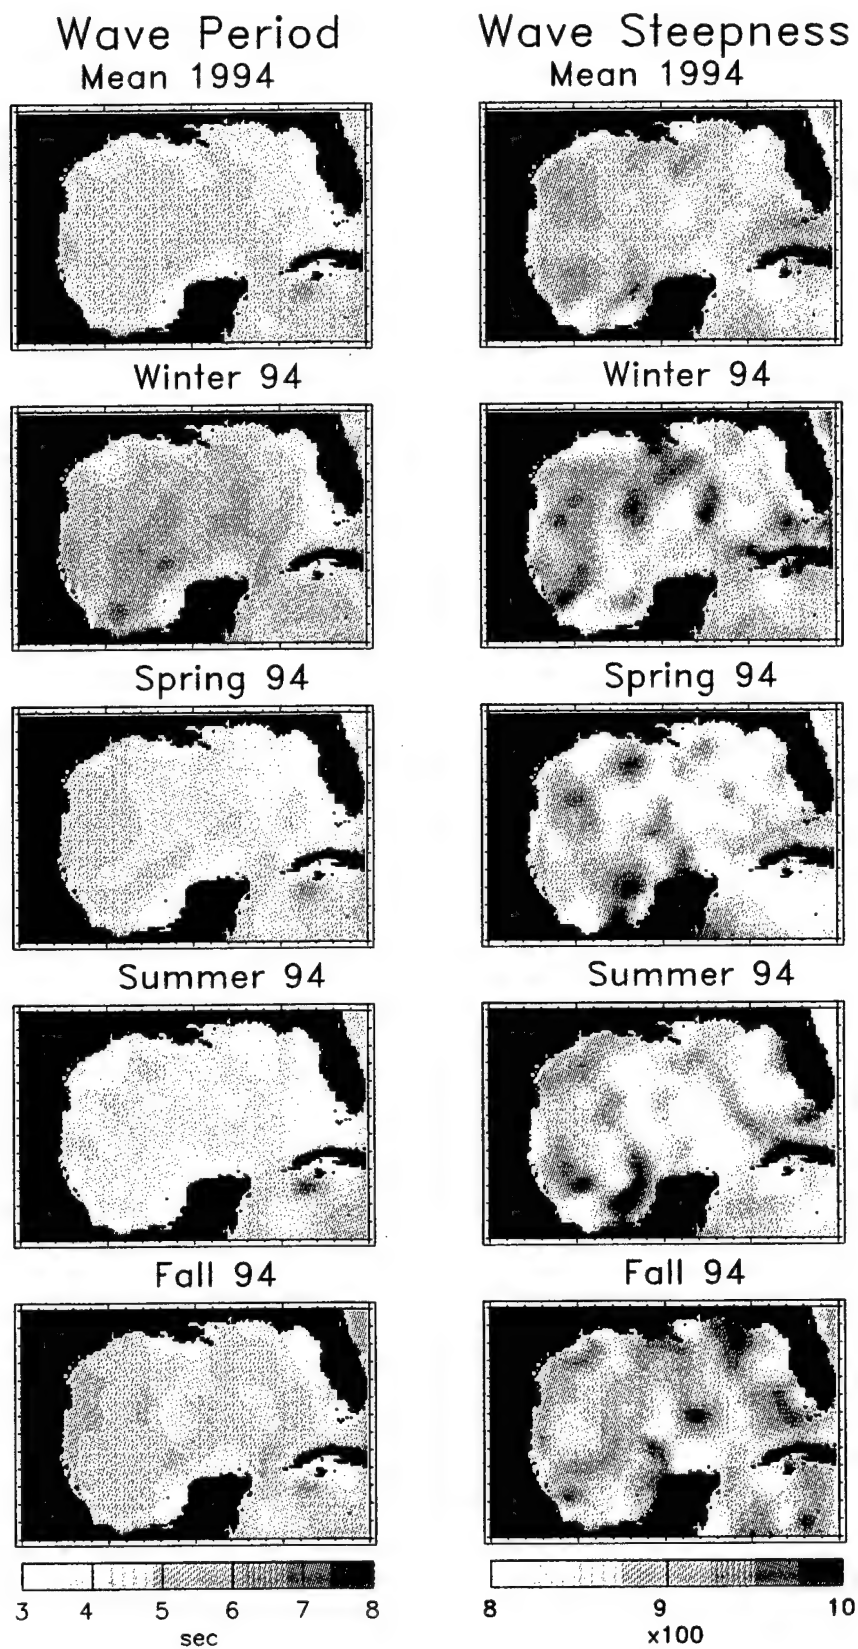 Wave Period Wave Steepness
Mean 1994 Mean 1994
Winter 94 Winter 94
Spring 94 Spring 94
Summer 94 Summer 94
Fall 94 Fall 94
3 4 5 6 7 8 8 9 10
sec x100